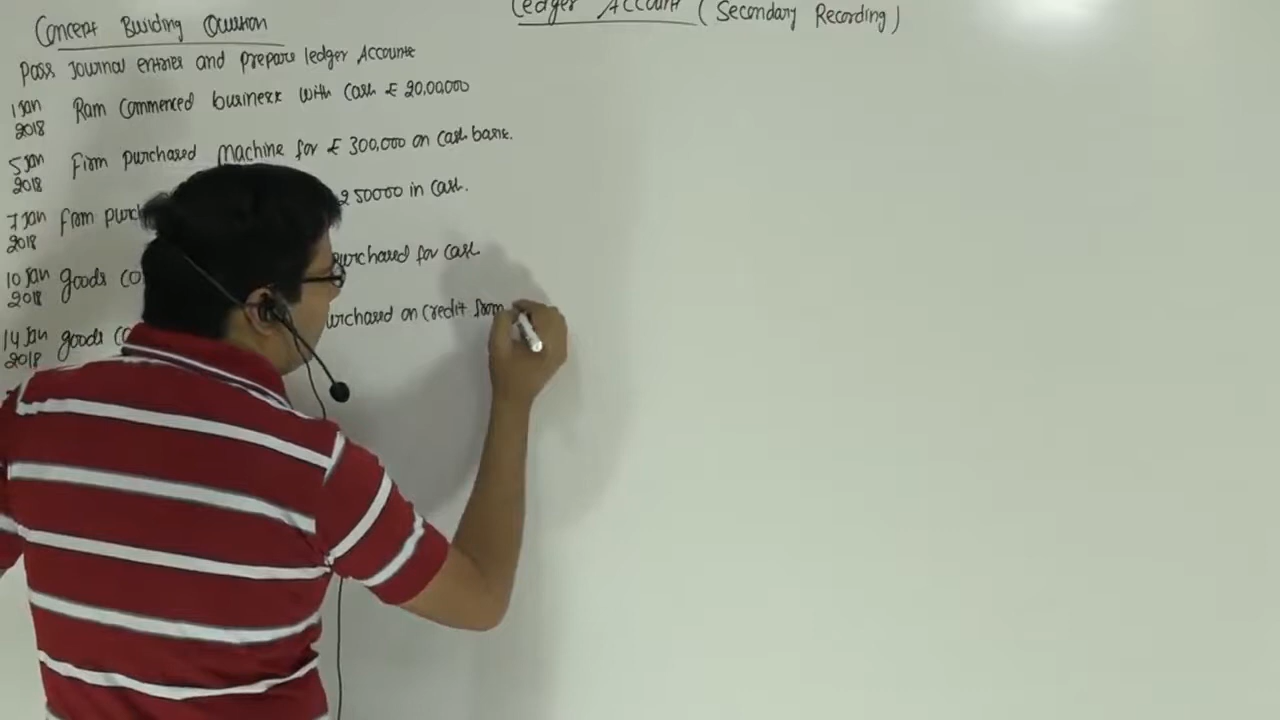 Concept Building Question
Ledger Account (Secondary Recording)
Pass Journal entries and prepare ledger Accounts
1 Jan 2018 Ram Commenced business with cash ₤ 20,00,000
5 Jan 2018 Firm purchased machine for ₤ 300,000 on cash basis.
7 Jan 2018 firm purch 250000 in cash.
10 Jan 2018 goods co purchased for cash
14 Jan 2018 goods co urchased on credit from